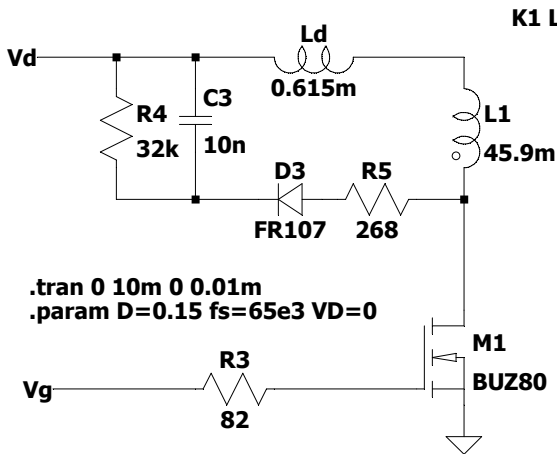 K1 L
Vd
Ld
0.615m
R4
32k
C3
10n
L1
45.9m
D3
FR107
R5
268
.tran 0 10m 0 0.01m
.param D=0.15 fs=65e3 VD=0
R3
82
Vg
M1
BUZ80